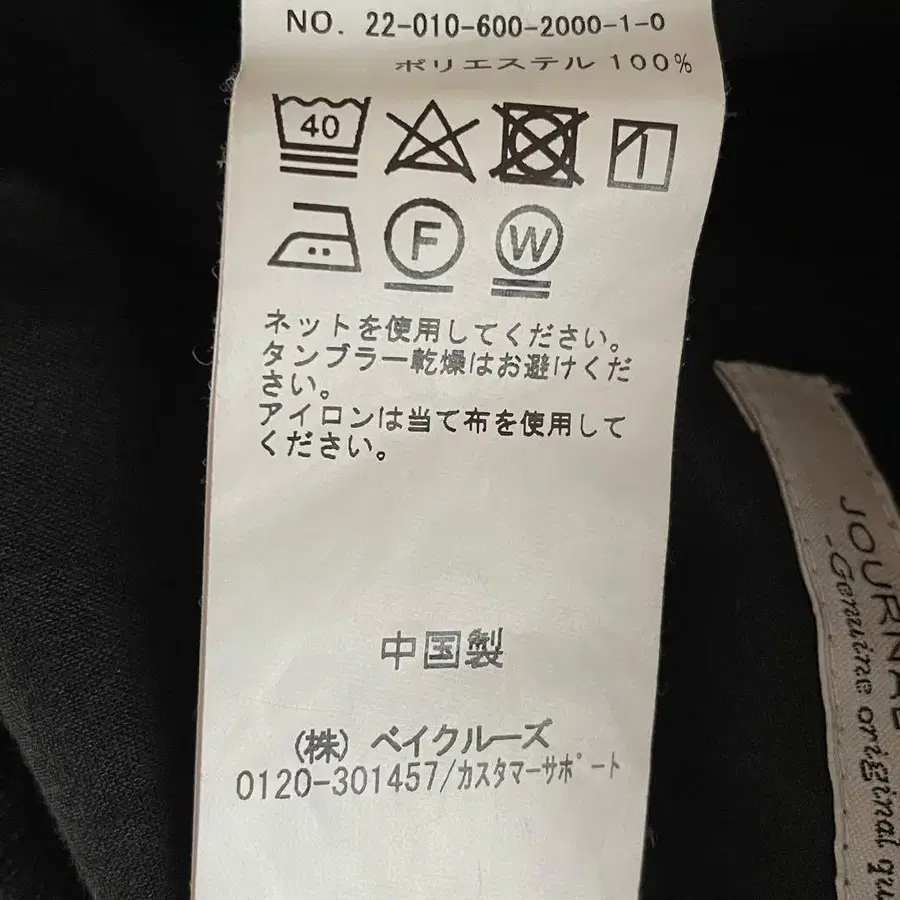 NO. 22-010-600-2000-1-0
ポリエステル 100%
40
F
W
ネットを使用してください。
タンブラー乾燥はお避けくだ
さい。
アイロンは当て布を使用して
ください。
中国製
(株) ベイクルーズ
0120-301457/カスタマーサポート
JOURNAL
-Genuine original qu